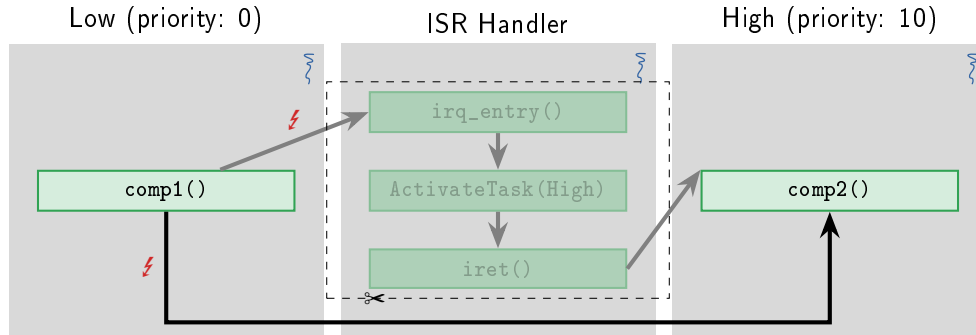 Low (priority: 0)
ISR Handler
High (priority: 10)
irq_entry()
comp1()
ActivateTask(High)
comp2()
iret()